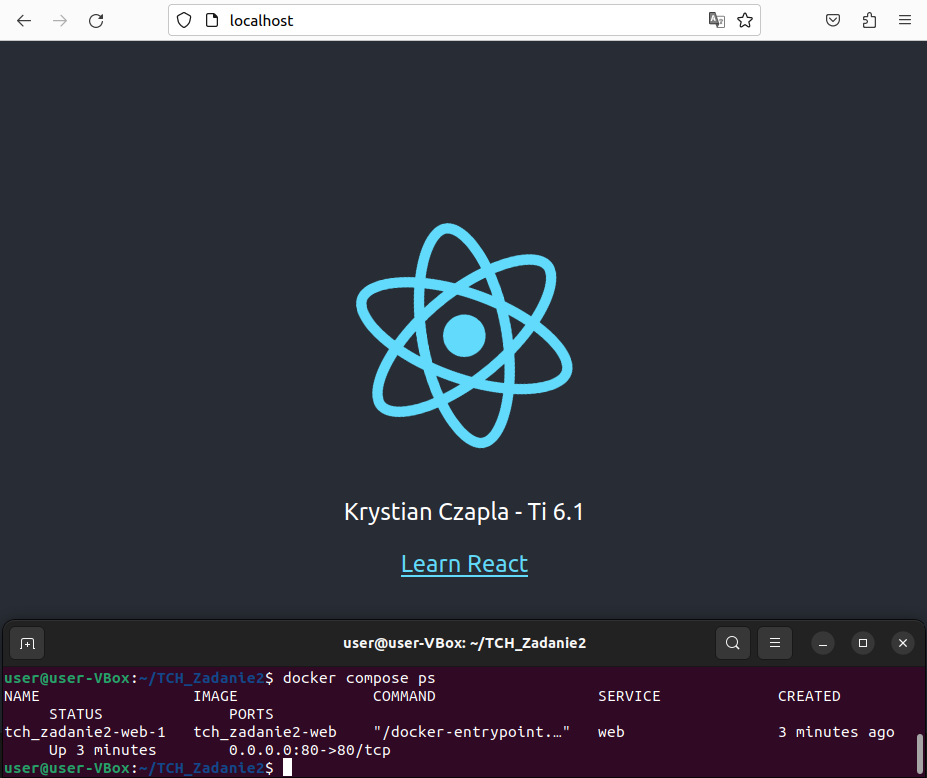 localhost
Krystian Czapla - Ti 6.1
Learn React
user@user-VBox: ~/TCH_Zadanie2
user@user-VBox:~/TCH_Zadanie2$ docker compose ps
NAME IMAGE COMMAND SERVICE CREATED
STATUS PORTS
tch_zadanie2-web-1 tch_zadanie2-web "/docker-entrypoint.…" web 3 minutes ago
Up 3 minutes 0.0.0.0:80->80/tcp
user@user-VBox:~/TCH_Zadanie2$